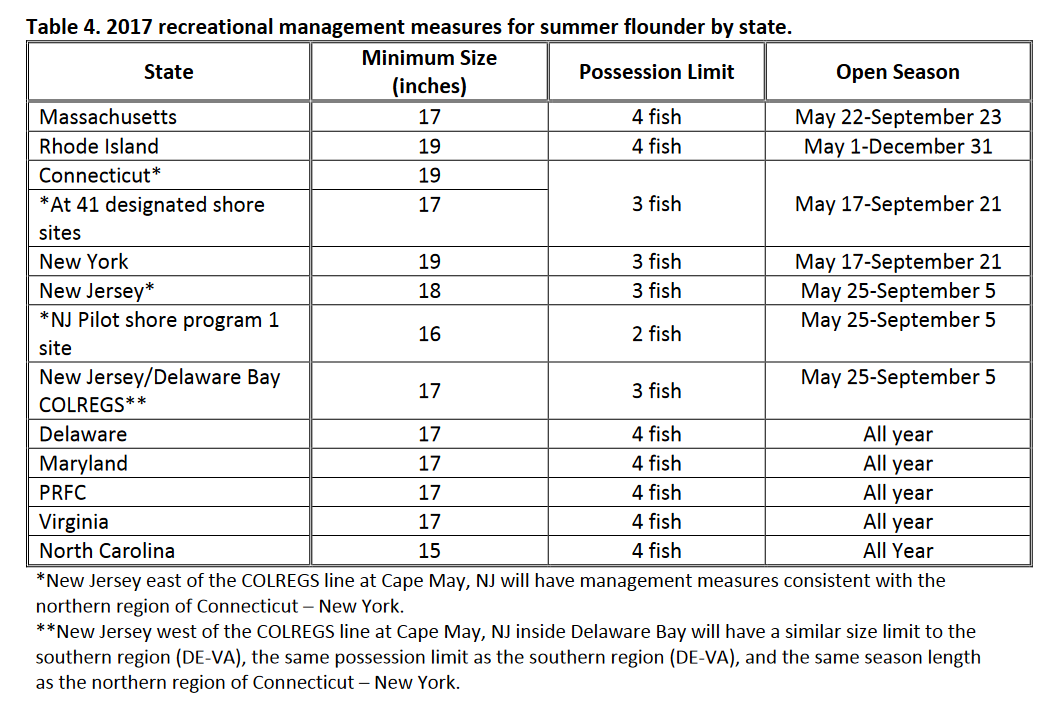 Table 4. 2017 recreational management measures for summer flounder by state.
State Minimum Size (inches) Possession Limit Open Season
Massachusetts 17 4 fish May 22-September 23
Rhode Island 19 4 fish May 1-December 31
Connecticut* 19
*At 41 designated shore sites 17 3 fish May 17-September 21
New York 19 3 fish May 17-September 21
New Jersey* 18 3 fish May 25-September 5
*NJ Pilot shore program 1 site 16 2 fish May 25-September 5
New Jersey/Delaware Bay COLREGS** 17 3 fish May 25-September 5
Delaware 17 4 fish All year
Maryland 17 4 fish All year
PRFC 17 4 fish All year
Virginia 17 4 fish All year
North Carolina 15 4 fish All Year
*New Jersey east of the COLREGS line at Cape May, NJ will have management measures consistent with the
northern region of Connecticut – New York.
**New Jersey west of the COLREGS line at Cape May, NJ inside Delaware Bay will have a similar size limit to the
southern region (DE-VA), the same possession limit as the southern region (DE-VA), and the same season length
as the northern region of Connecticut – New York.